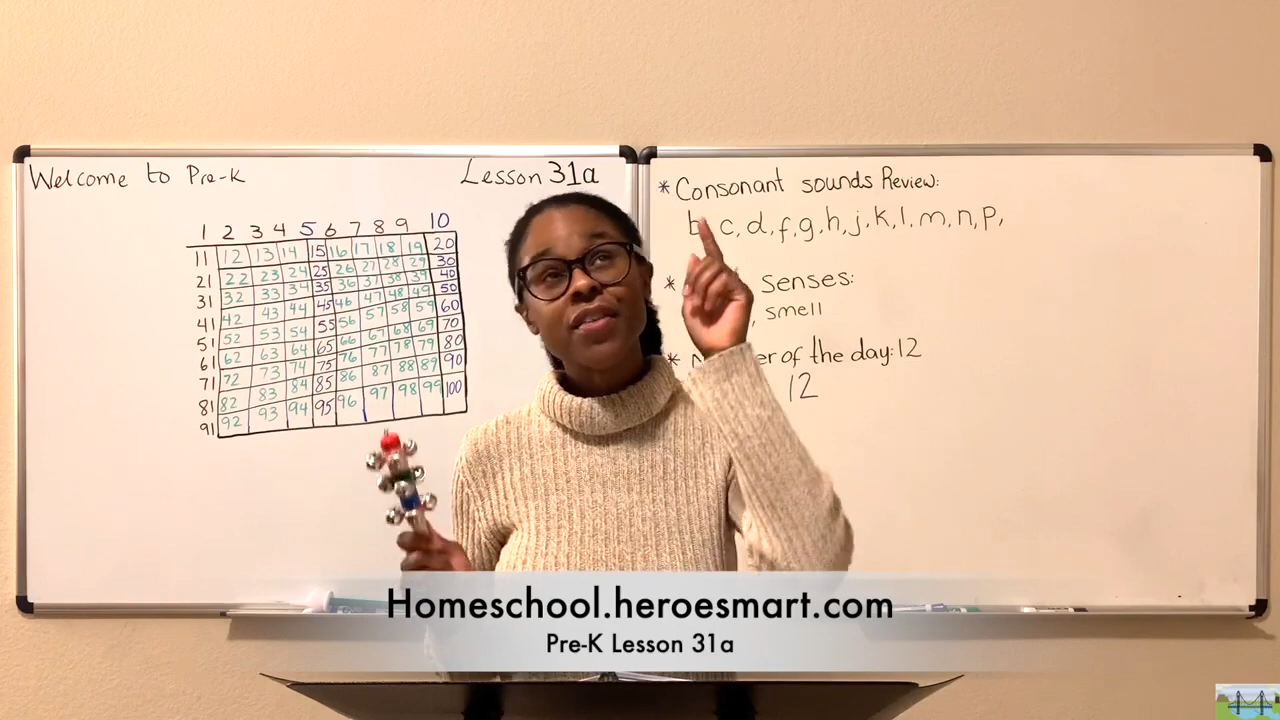 Welcome to Pre-K
Lesson 31a
1 2 3 4 5 6 7 8 9 10
11 12 13 14 15 16 17 18 19 20
21 22 23 24 25 26 27 28 29 30
31 32 33 34 35 36 37 38 39 40
41 42 43 44 45 46 47 48 49 50
51 52 53 54 55 56 57 58 59 60
61 62 63 64 65 66 67 68 69 70
71 72 73 74 75 76 77 78 79 80
81 82 83 84 85 86 87 88 89 90
91 92 93 94 95 96 97 98 99 100
* Consonant sounds Review:
b, c, d, f, g, h, j, k, l, m, n, p,
* Senses:
, smell
* of the day: 12
12
Homeschool.heroesmart.com
Pre-K Lesson 31a